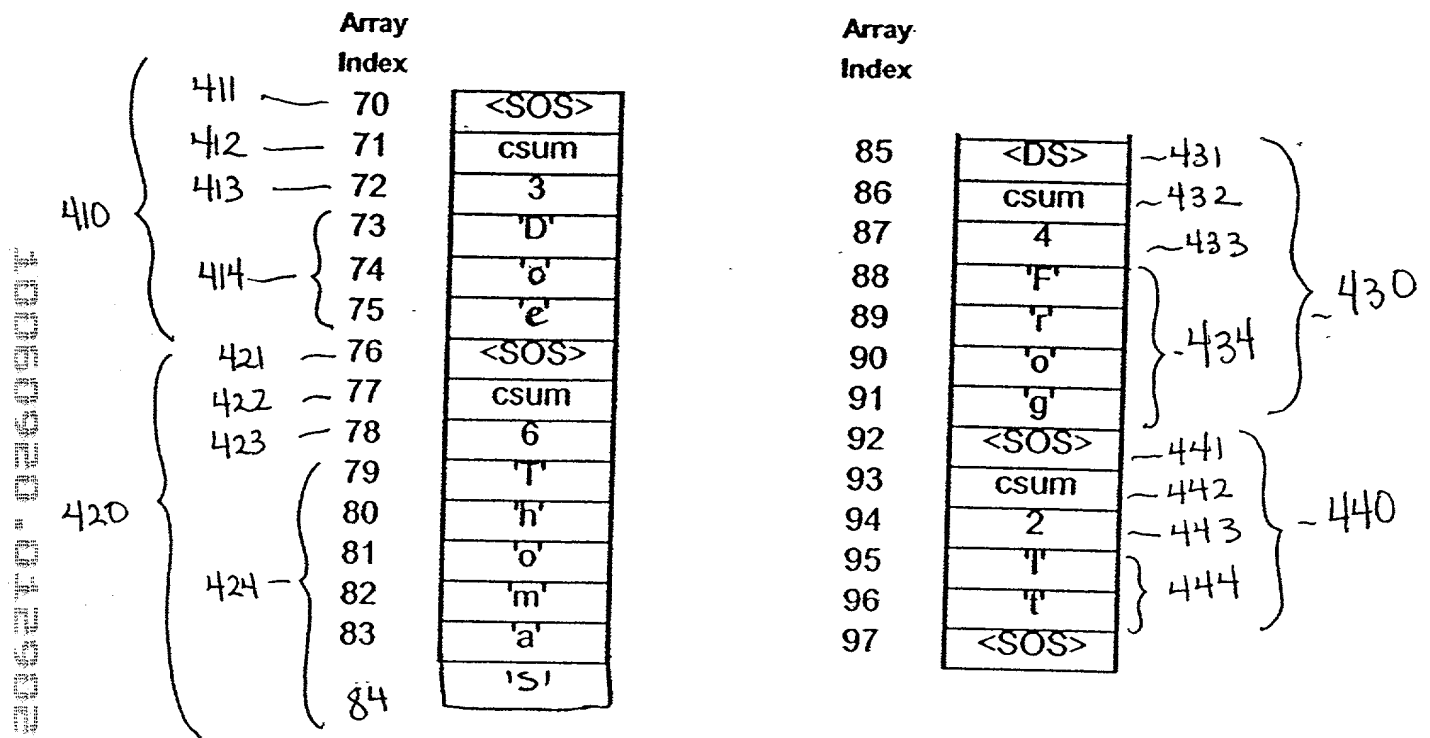 Array
Index
411 70 <SOS>
412 71 csum
413 72 3
410
73 'D'
414 74 'o'
75 'e'
421 76 <SOS>
422 77 csum
423 78 6
79 'T'
420
80 'h'
81 'o'
424 82 'm'
83 'a'
84 's'
Array
Index
85 <DS> 431
86 csum 432
87 4 433
430
88 'F'
89 'r'
434
90 'o'
91 'g'
92 <SOS> 441
93 csum 442
94 2 443
440
95 'I'
444
96 't'
97 <SOS>
10060920.012902